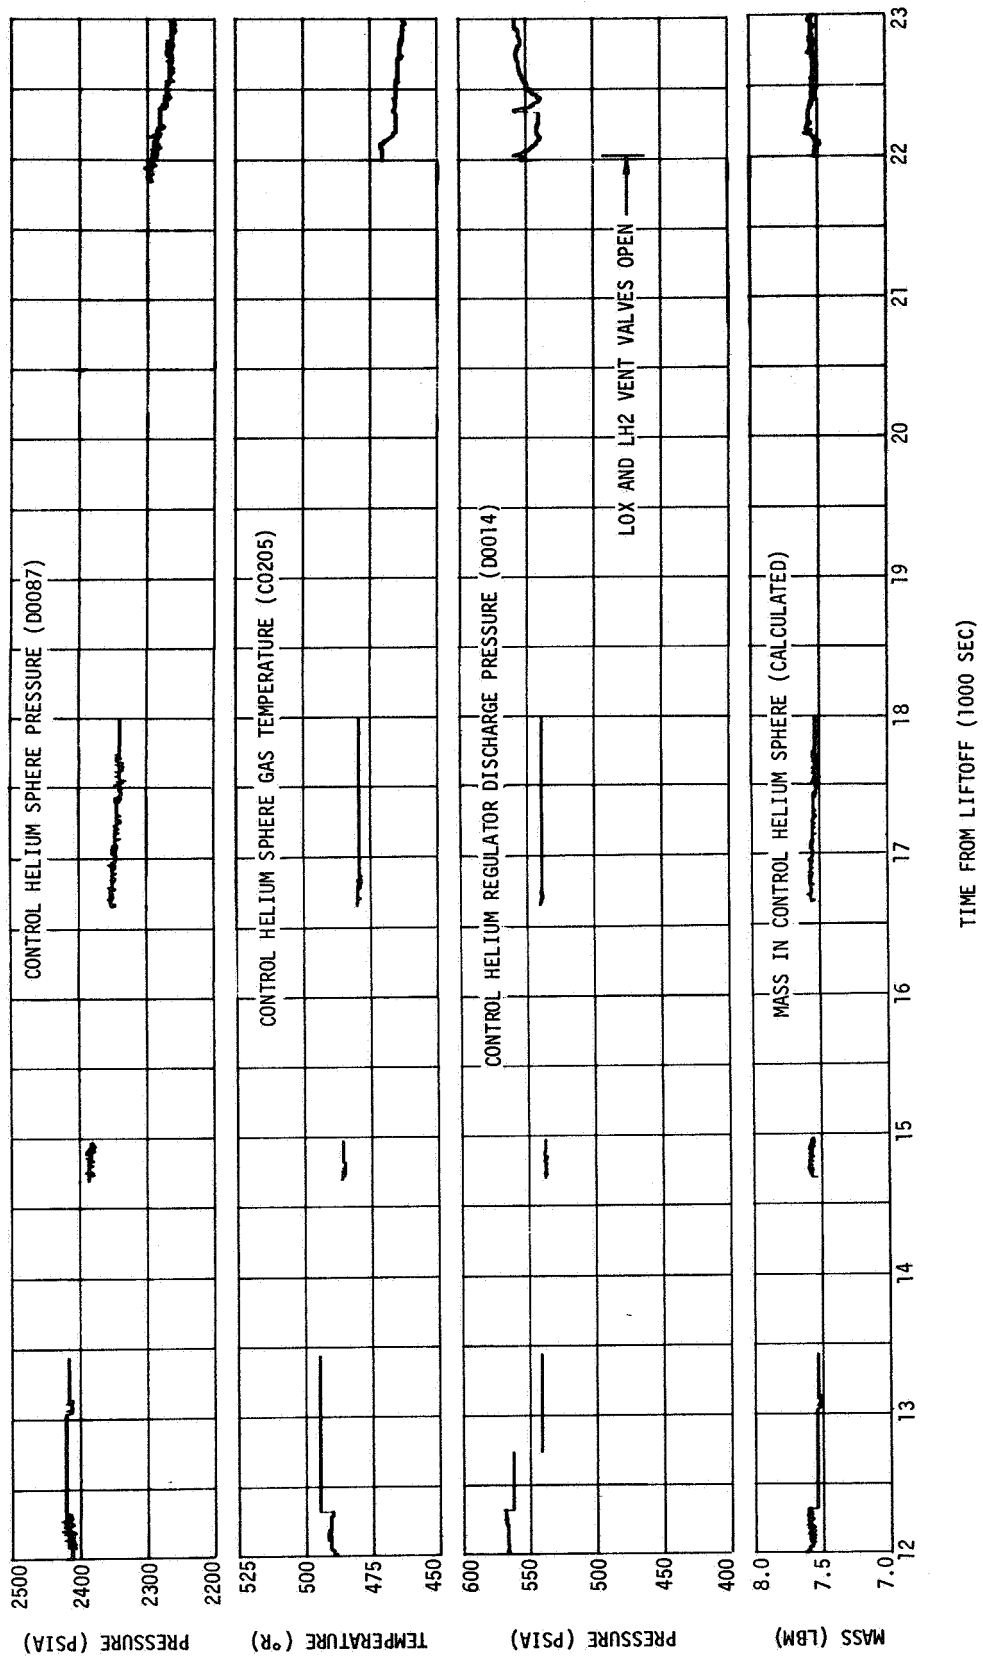 CONTROL HELIUM SPHERE PRESSURE (D0087)
PRESSURE (PSIA)
2500
2400
2300
2200
CONTROL HELIUM SPHERE GAS TEMPERATURE (C0205)
TEMPERATURE (°R)
525
500
475
450
CONTROL HELIUM REGULATOR DISCHARGE PRESSURE (D0014)
PRESSURE (PSIA)
600
550
500
450
400
LOX AND LH2 VENT VALVES OPEN
MASS IN CONTROL HELIUM SPHERE (CALCULATED)
MASS (LBM)
8.0
7.5
7.0
12 13 14 15 16 17 18 19 20 21 22 23
TIME FROM LIFTOFF (1000 SEC)